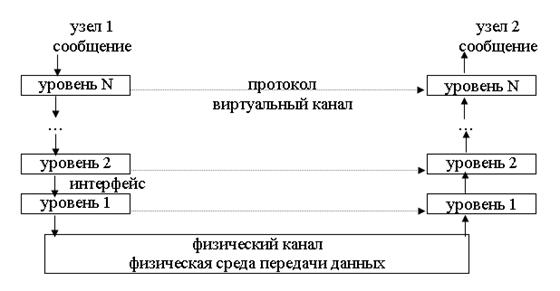 узел 1
сообщение
узел 2
сообщение
уровень N
протокол
виртуальный канал
уровень N
...
...
уровень 2
уровень 2
интерфейс
уровень 1
уровень 1
физический канал
физическая среда передачи данных